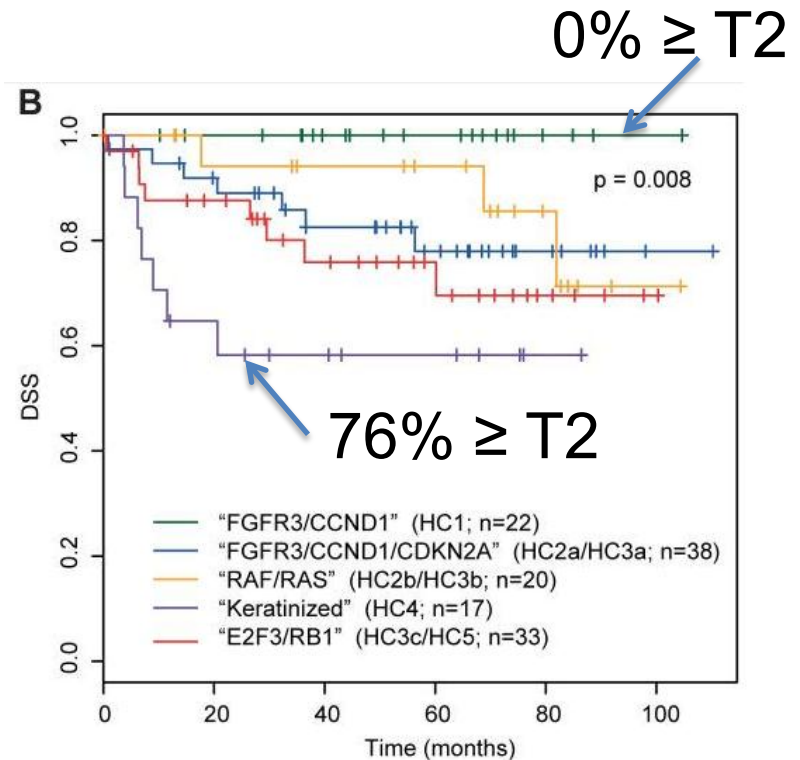 0% ≥ T2
B
p = 0.008
76% ≥ T2
DSS
1.0
0.8
0.6
0.4
0.2
0.0
“FGFR3/CCND1” (HC1; n=22)
“FGFR3/CCND1/CDKN2A” (HC2a/HC3a; n=38)
“RAF/RAS” (HC2b/HC3b; n=20)
“Keratinized” (HC4; n=17)
“E2F3/RB1” (HC3c/HC5; n=33)
0 20 40 60 80 100
Time (months)